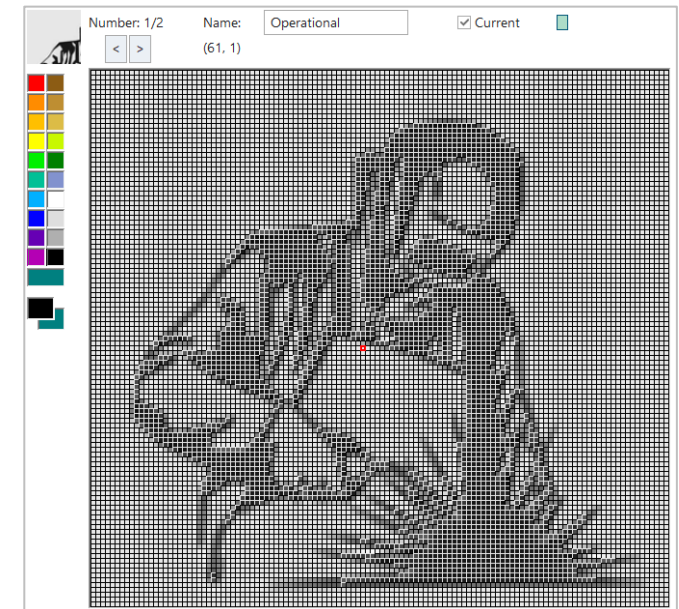 Number: 1/2 Name: Operational Current
< > (61, 1)